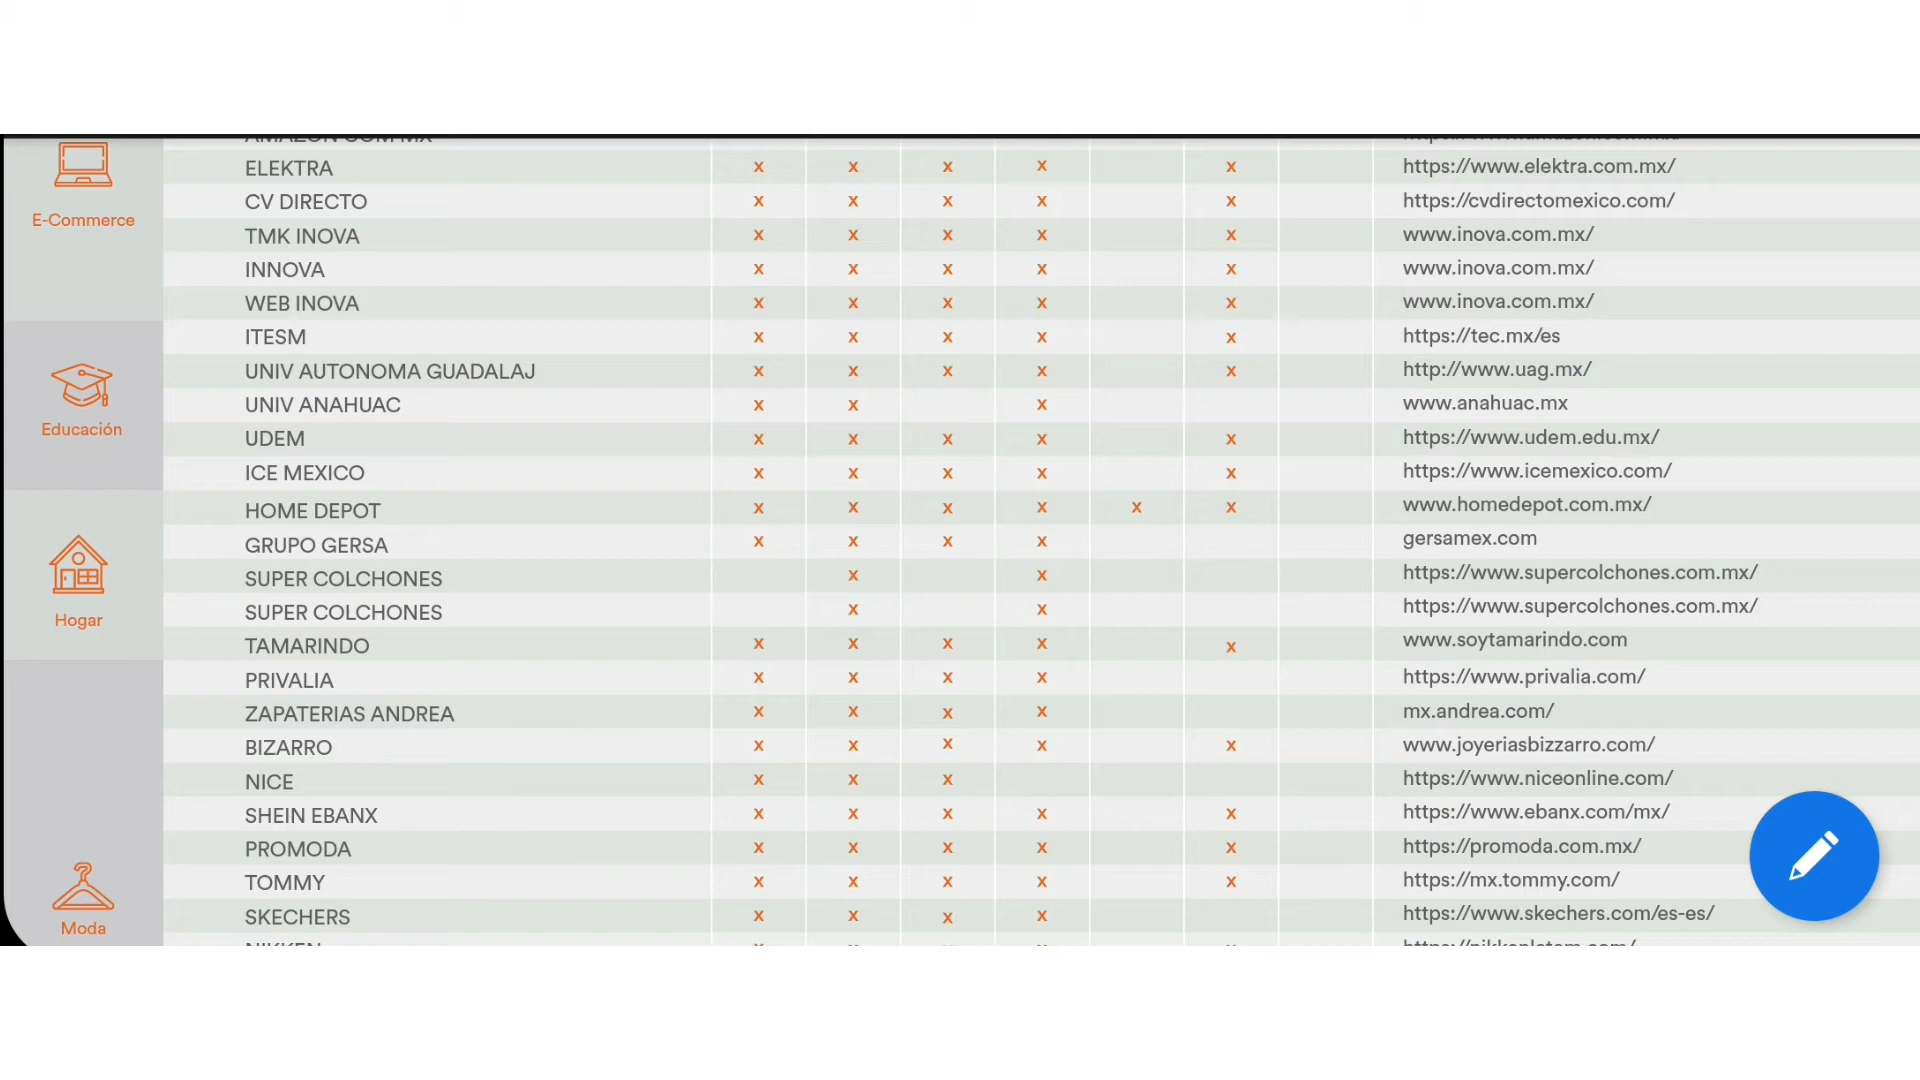 ELEKTRA x x x x x https://www.elektra.com.mx/
E-Commerce
CV DIRECTO x x x x x https://cvdirectomexico.com/
TMK INOVA x x x x x www.inova.com.mx/
INNOVA x x x x x www.inova.com.mx/
WEB INOVA x x x x x www.inova.com.mx/
ITESM x x x x x https://tec.mx/es
UNIV AUTONOMA GUADALAJ x x x x x http://www.uag.mx/
UNIV ANAHUAC x x x www.anahuac.mx
Educación
UDEM x x x x x https://www.udem.edu.mx/
ICE MEXICO x x x x x https://www.icemexico.com/
HOME DEPOT x x x x x x www.homedepot.com.mx/
GRUPO GERSA x x x x gersamex.com
SUPER COLCHONES x x https://www.supercolchones.com.mx/
SUPER COLCHONES x x https://www.supercolchones.com.mx/
Hogar
TAMARINDO x x x x x www.soytamarindo.com
PRIVALIA x x x x https://www.privalia.com/
ZAPATERIAS ANDREA x x x x mx.andrea.com/
BIZARRO x x x x x www.joyeriasbizzarro.com/
NICE x x x https://www.niceonline.com/
SHEIN EBANX x x x x x https://www.ebanx.com/mx/
PROMODA x x x x x https://promoda.com.mx/
TOMMY x x x x x https://mx.tommy.com/
SKECHERS x x x x https://www.skechers.com/es-es/
Moda